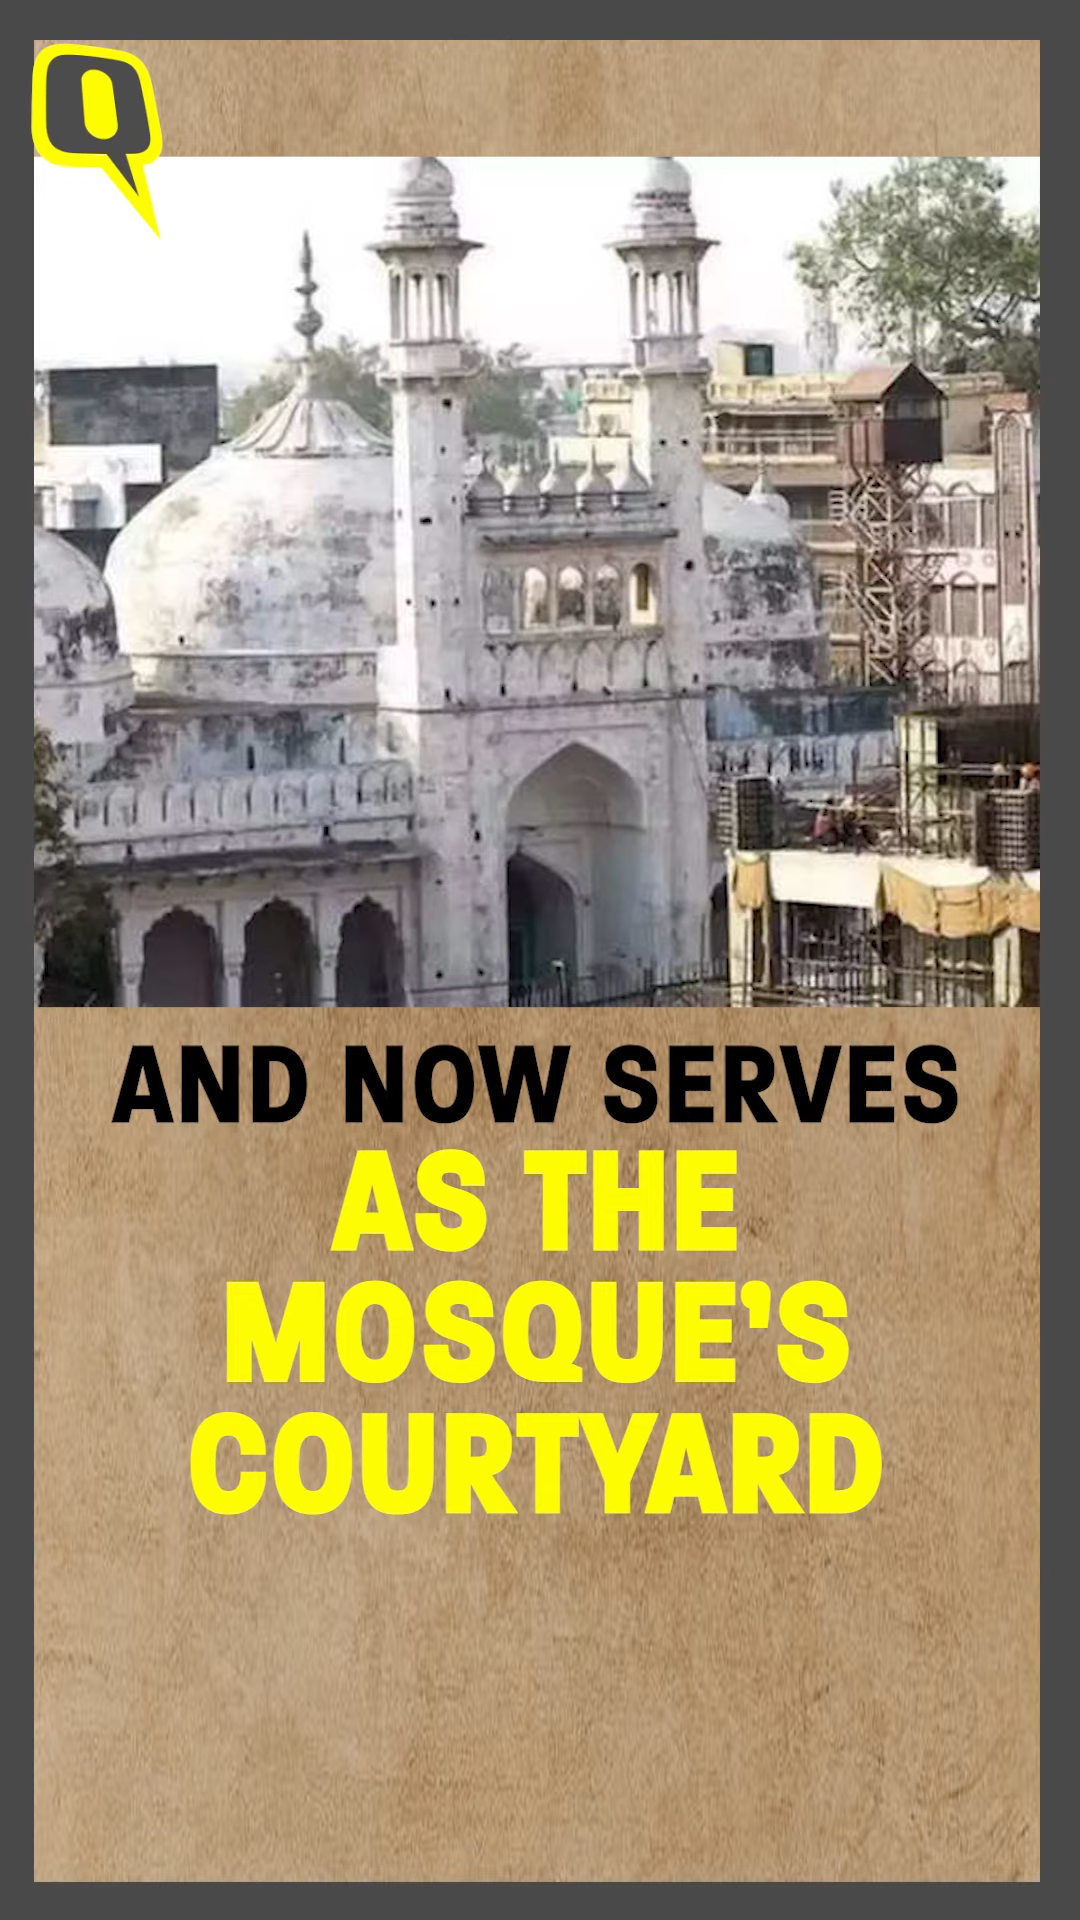 Q
AND NOW SERVES
AS THE
MOSQUE'S
COURTYARD